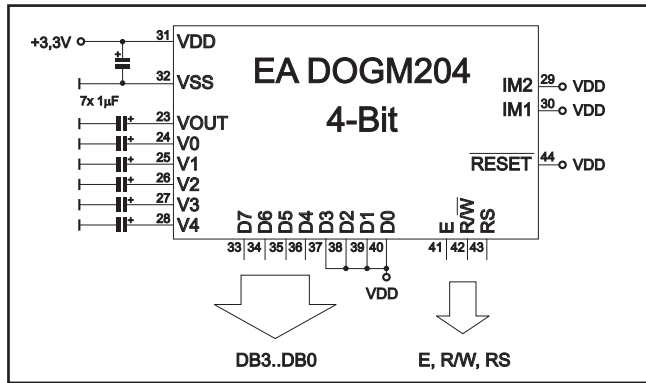 +3,3V
31 VDD
32 VSS
7x 1µF
23 VOUT
24 V0
25 V1
26 V2
27 V3
28 V4
EA DOGM204
4-Bit
IM2 29 VDD
IM1 30 VDD
RESET 44 VDD
D7 D6 D5 D4 D3 D2 D1 D0
33 34 35 36 37 38 39 40
VDD
E R/W RS
41 42 43
DB3..DB0
E, R/W, RS